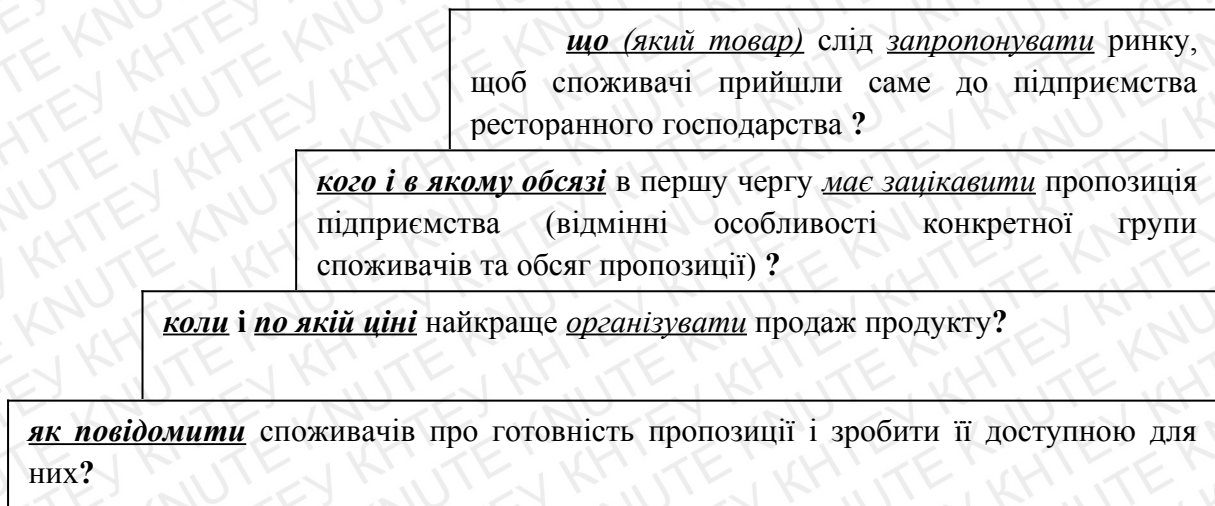 що (який товар) слід запропонувати ринку,
щоб споживачі прийшли саме до підприємства
ресторанного господарства ?
кого і в якому обсязі в першу чергу має зацікавити пропозиція
підприємства (відмінні особливості конкретної групи
споживачів та обсяг пропозиції) ?
коли і по якій ціні найкраще організувати продаж продукту?
як повідомити споживачів про готовність пропозиції і зробити її доступною для
них?